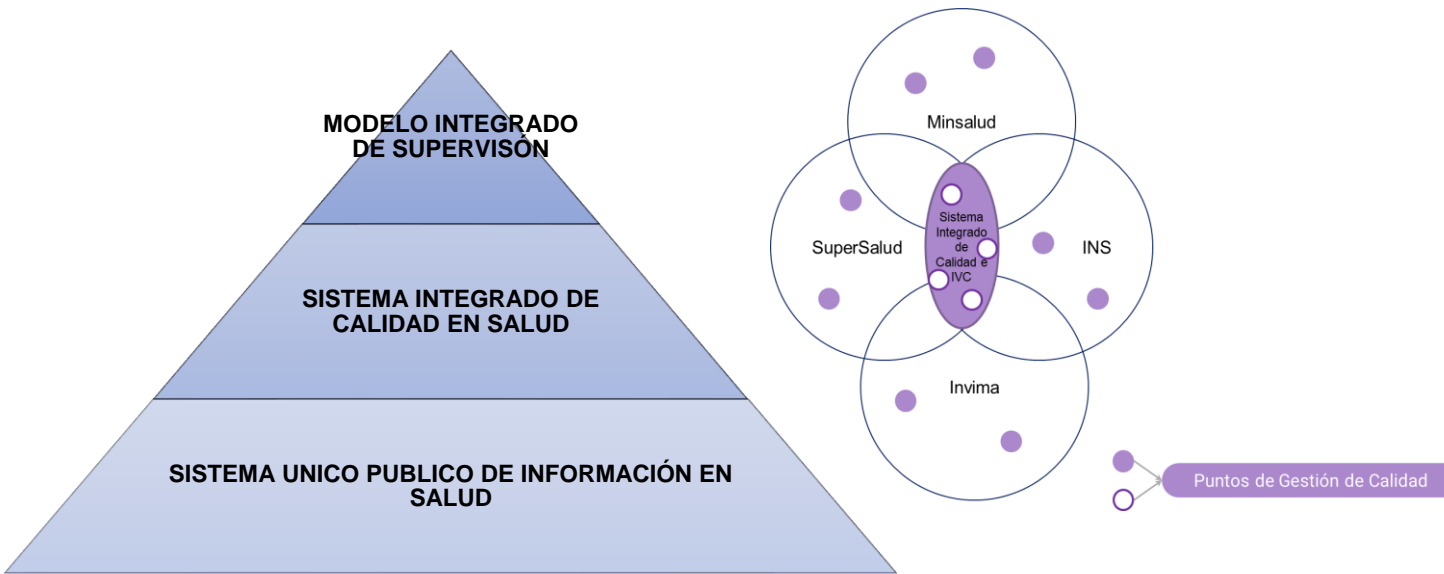 MODELO INTEGRADO
DE SUPERVISÓN
SISTEMA INTEGRADO DE
CALIDAD EN SALUD
SISTEMA UNICO PUBLICO DE INFORMACIÓN EN
SALUD
Minsalud
SuperSalud
Sistema
Integrado
de
Calidad e
IVC
INS
Invima
Puntos de Gestión de Calidad